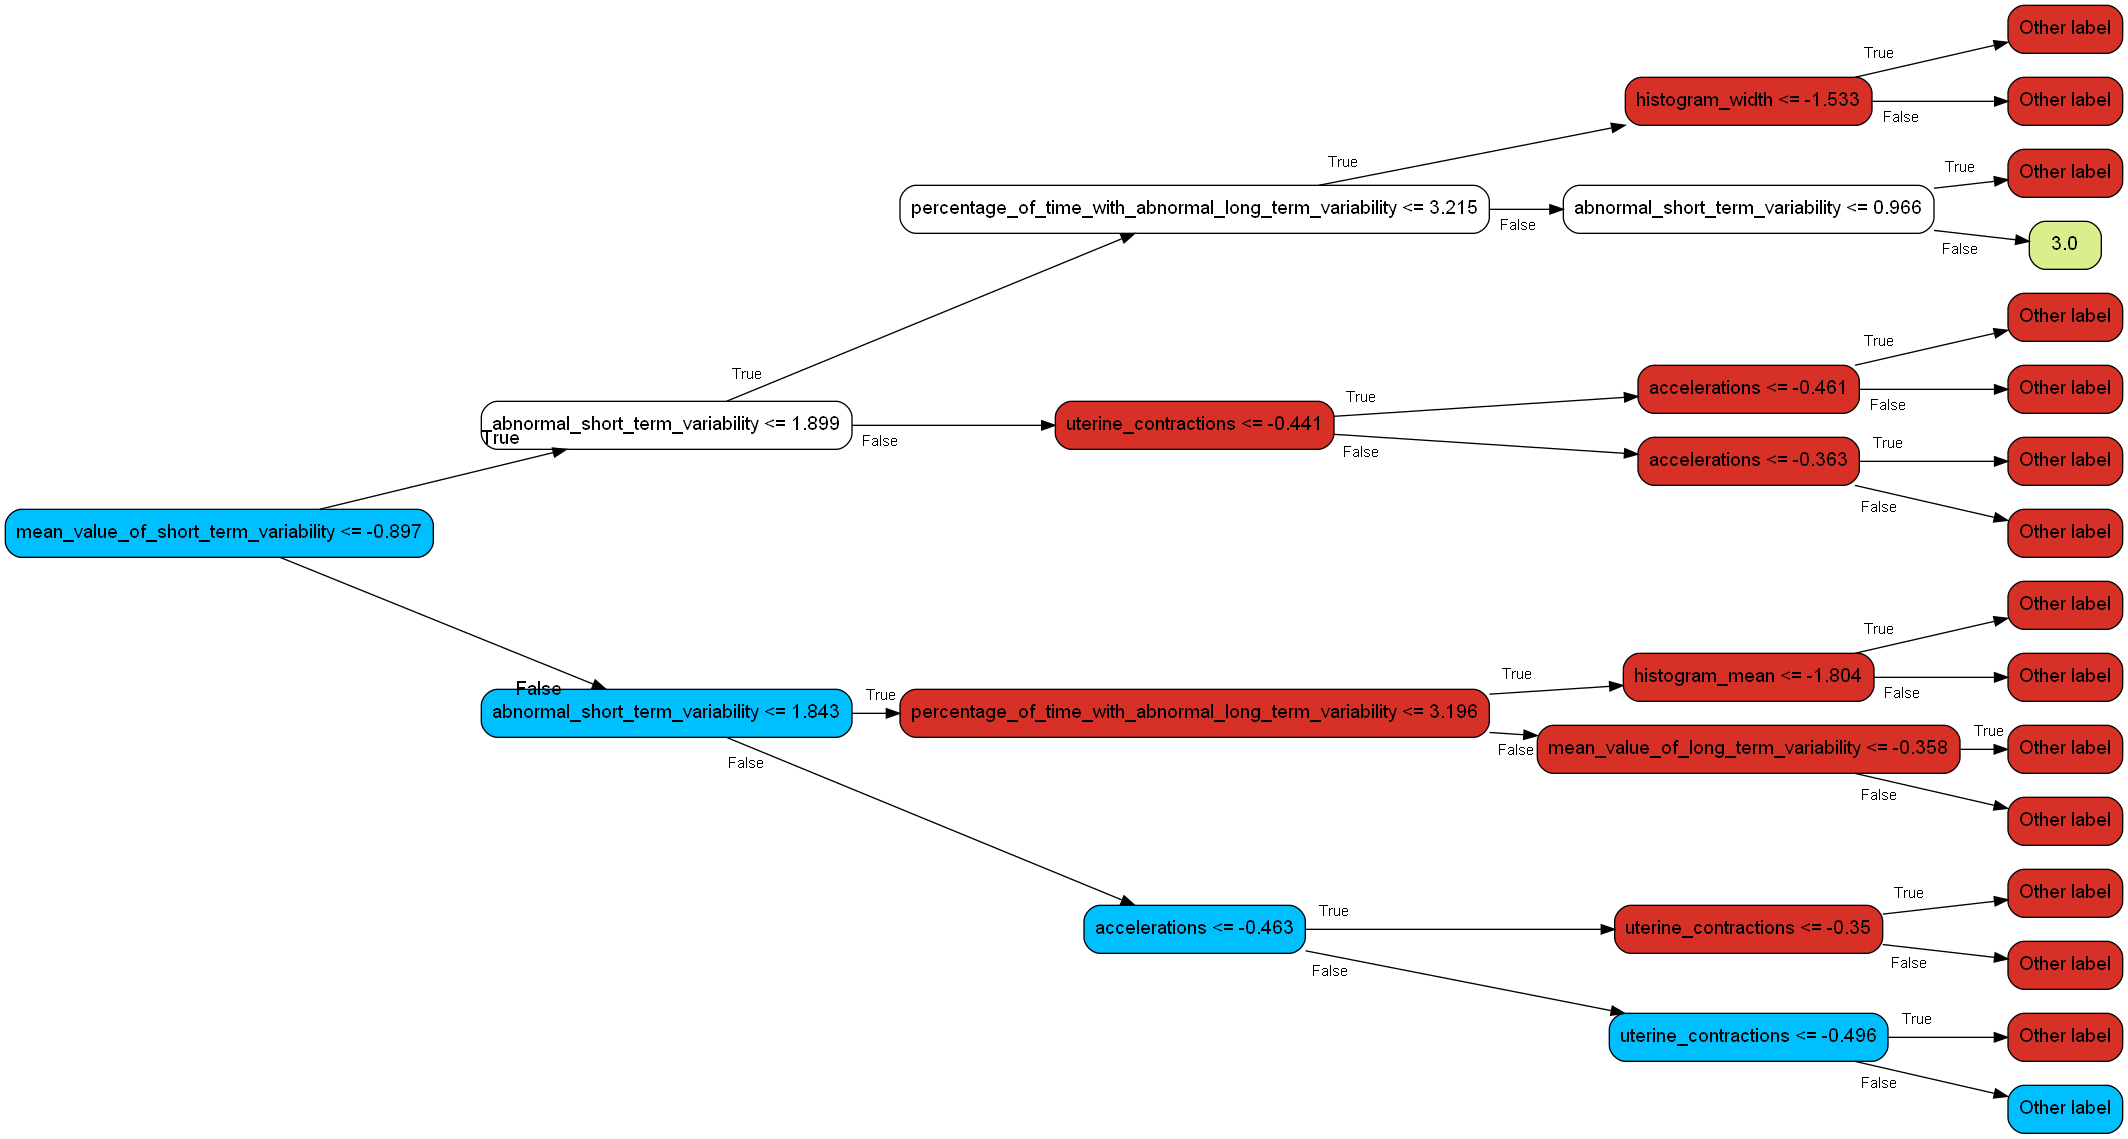 Other label
True
histogram_width <= -1.533
Other label
False
True
percentage_of_time_with_abnormal_long_term_variability <= 3.215
False
abnormal_short_term_variability <= 0.966
True
Other label
False
3.0
True
abnormal_short_term_variability <= 1.899
True
False
uterine_contractions <= -0.441
True
False
accelerations <= -0.461
True
Other label
False
Other label
accelerations <= -0.363
True
Other label
False
Other label
mean_value_of_short_term_variability <= -0.897
False
abnormal_short_term_variability <= 1.843
True
False
percentage_of_time_with_abnormal_long_term_variability <= 3.196
True
False
histogram_mean <= -1.804
True
Other label
False
Other label
mean_value_of_long_term_variability <= -0.358
True
Other label
False
Other label
accelerations <= -0.463
True
False
uterine_contractions <= -0.35
True
Other label
False
Other label
uterine_contractions <= -0.496
True
Other label
False
Other label